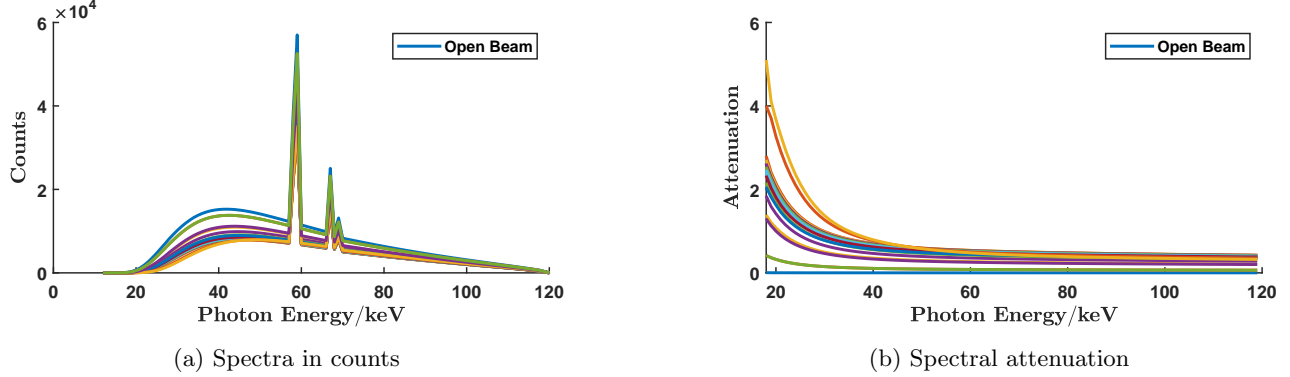 ×10⁴
6
4
2
0
Counts
0 20 40 60 80 100 120
Photon Energy/keV
Open Beam
(a) Spectra in counts
6
4
2
0
Attenuation
20 40 60 80 100 120
Photon Energy/keV
Open Beam
(b) Spectral attenuation